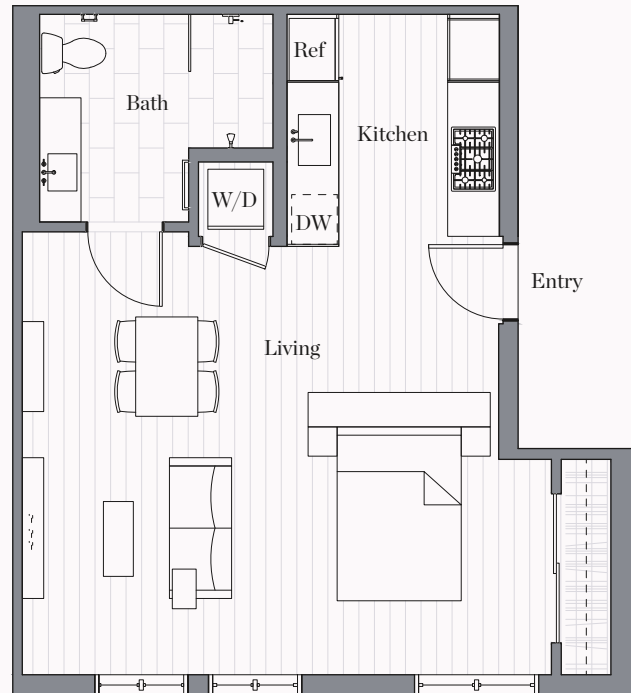 Ref
Bath
Kitchen
W/D
DW
Entry
Living